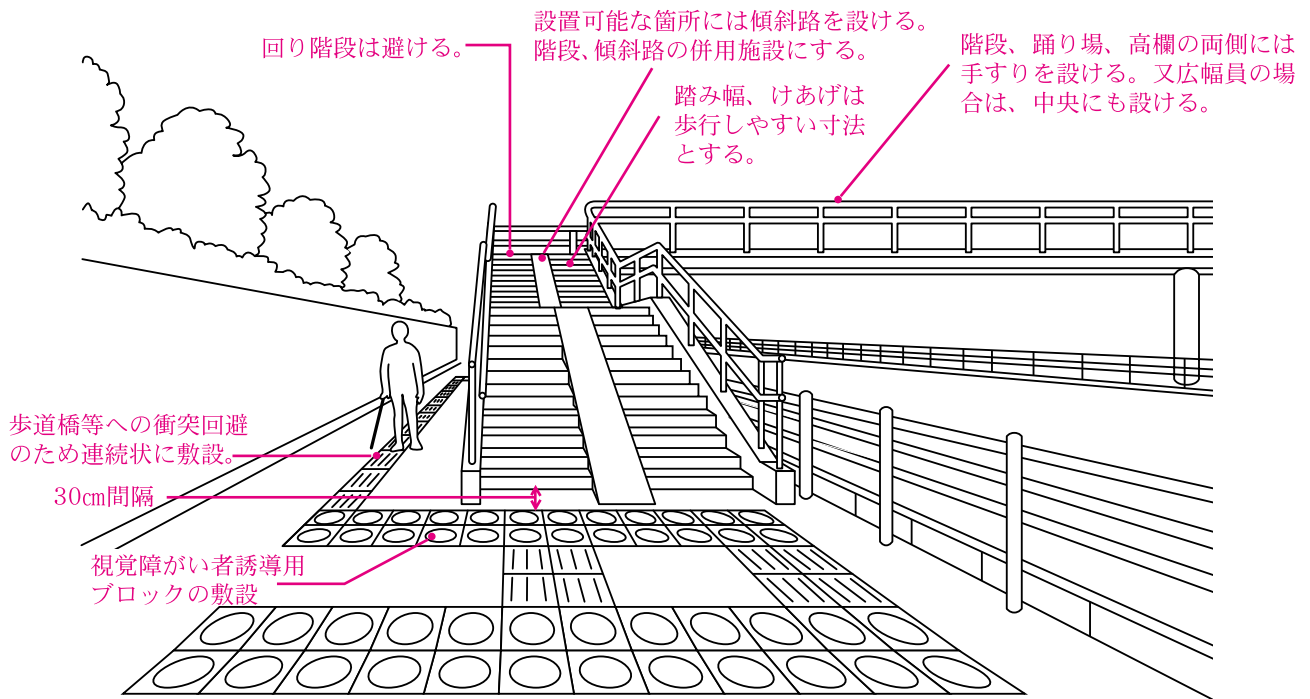 回り階段は避ける。
設置可能な箇所には傾斜路を設ける。
階段、傾斜路の併用施設にする。
踏み幅、けあげは
歩行しやすい寸法
とする。
階段、踊り場、高欄の両側には
手すりを設ける。又広幅員の場
合は、中央にも設ける。
歩道橋等への衝突回避
のため連続状に敷設。
30㎝間隔
視覚障がい者誘導用
ブロックの敷設